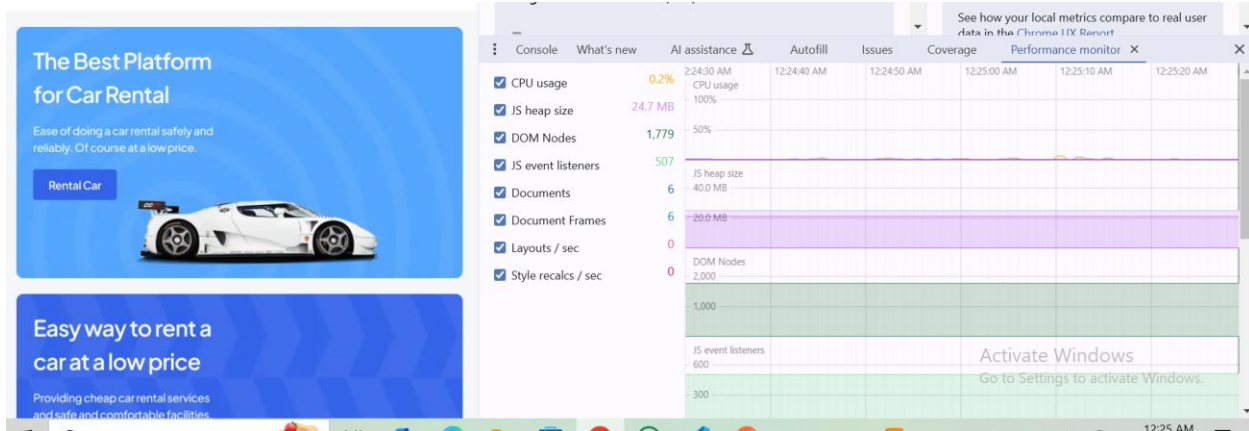 The Best Platform
for Car Rental
Ease of doing a car rental safely and
reliably. Of course at a low price.
Rental Car
Easy way to rent a
car at a low price
Providing cheap car rental services
and safe and comfortable facilities.
See how your local metrics compare to real user
data in the Chrome UX Report
Console What's new AI assistance Autofill Issues Coverage Performance monitor
CPU usage 0.2%
JS heap size 24.7 MB
DOM Nodes 1,779
JS event listeners 507
Documents 6
Document Frames 6
Layouts / sec 0
Style recalcs / sec 0
2:24:30 AM 12:24:40 AM 12:24:50 AM 12:25:00 AM 12:25:10 AM 12:25:20 AM
CPU usage
100%
50%
JS heap size
40.0 MB
20.0 MB
DOM Nodes
2,000
1,000
JS event listeners
600
300
Activate Windows
Go to Settings to activate Windows.
12:25 AM